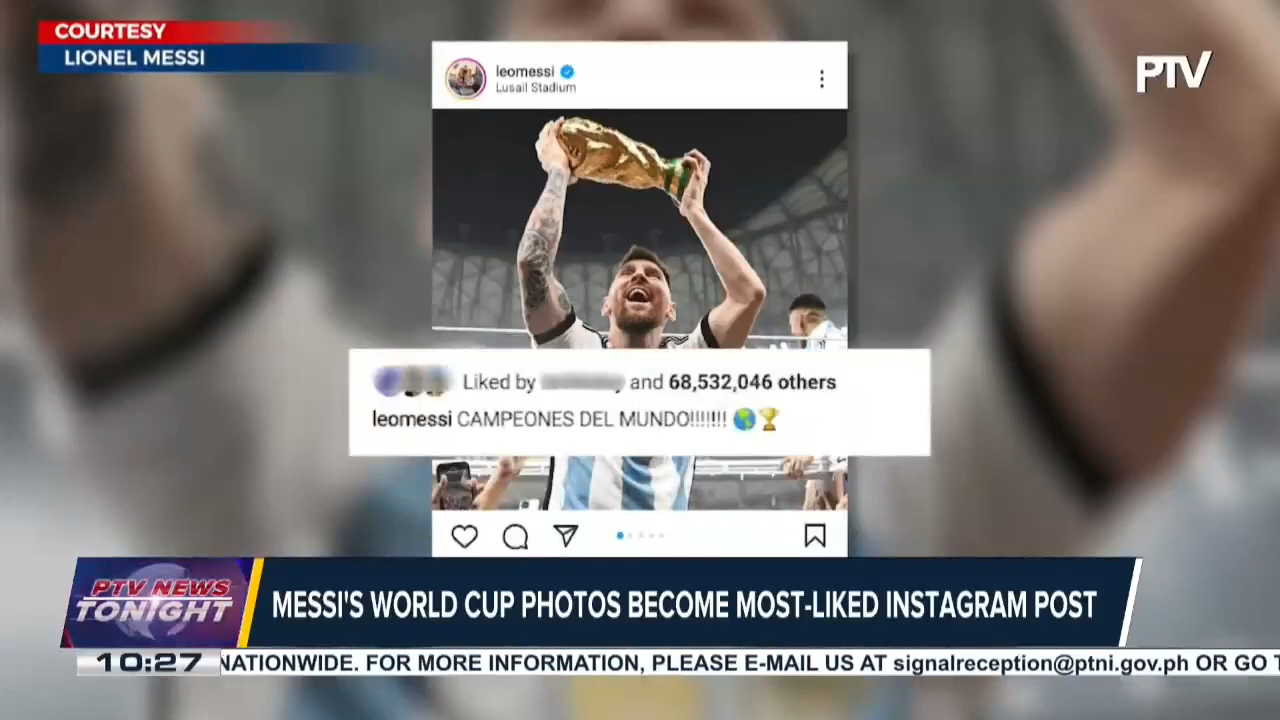 COURTESY
LIONEL MESSI
PTV
leomessi
Lusail Stadium
Liked by and 68,532,046 others
leomessi CAMPEONES DEL MUNDO!!!!!!! 🌎🏆
PTV NEWS
TONIGHT
MESSI'S WORLD CUP PHOTOS BECOME MOST-LIKED INSTAGRAM POST
10:27
NATIONWIDE. FOR MORE INFORMATION, PLEASE E-MAIL US AT signalreception@ptni.gov.ph OR GO T